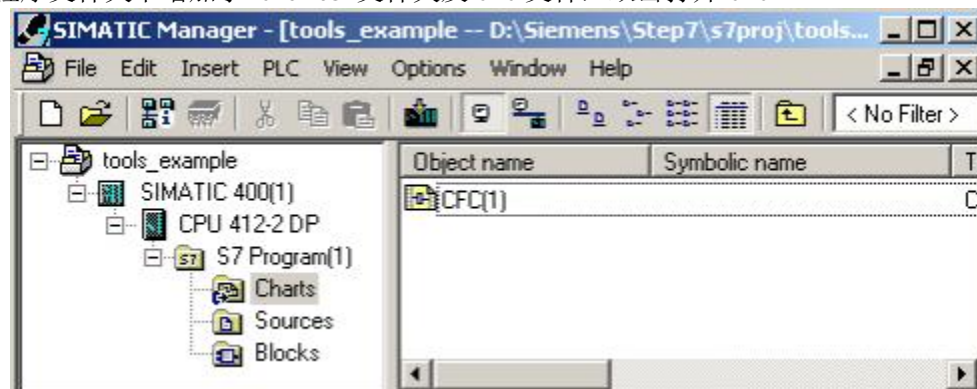 SIMATIC Manager - [tools_example -- D:\Siemens\Step7\s7proj\tools...
File Edit Insert PLC View Options Window Help
< No Filter >
tools_example
SIMATIC 400(1)
CPU 412-2 DP
S7 Program(1)
Charts
Sources
Blocks
Object name Symbolic name
CFC(1)